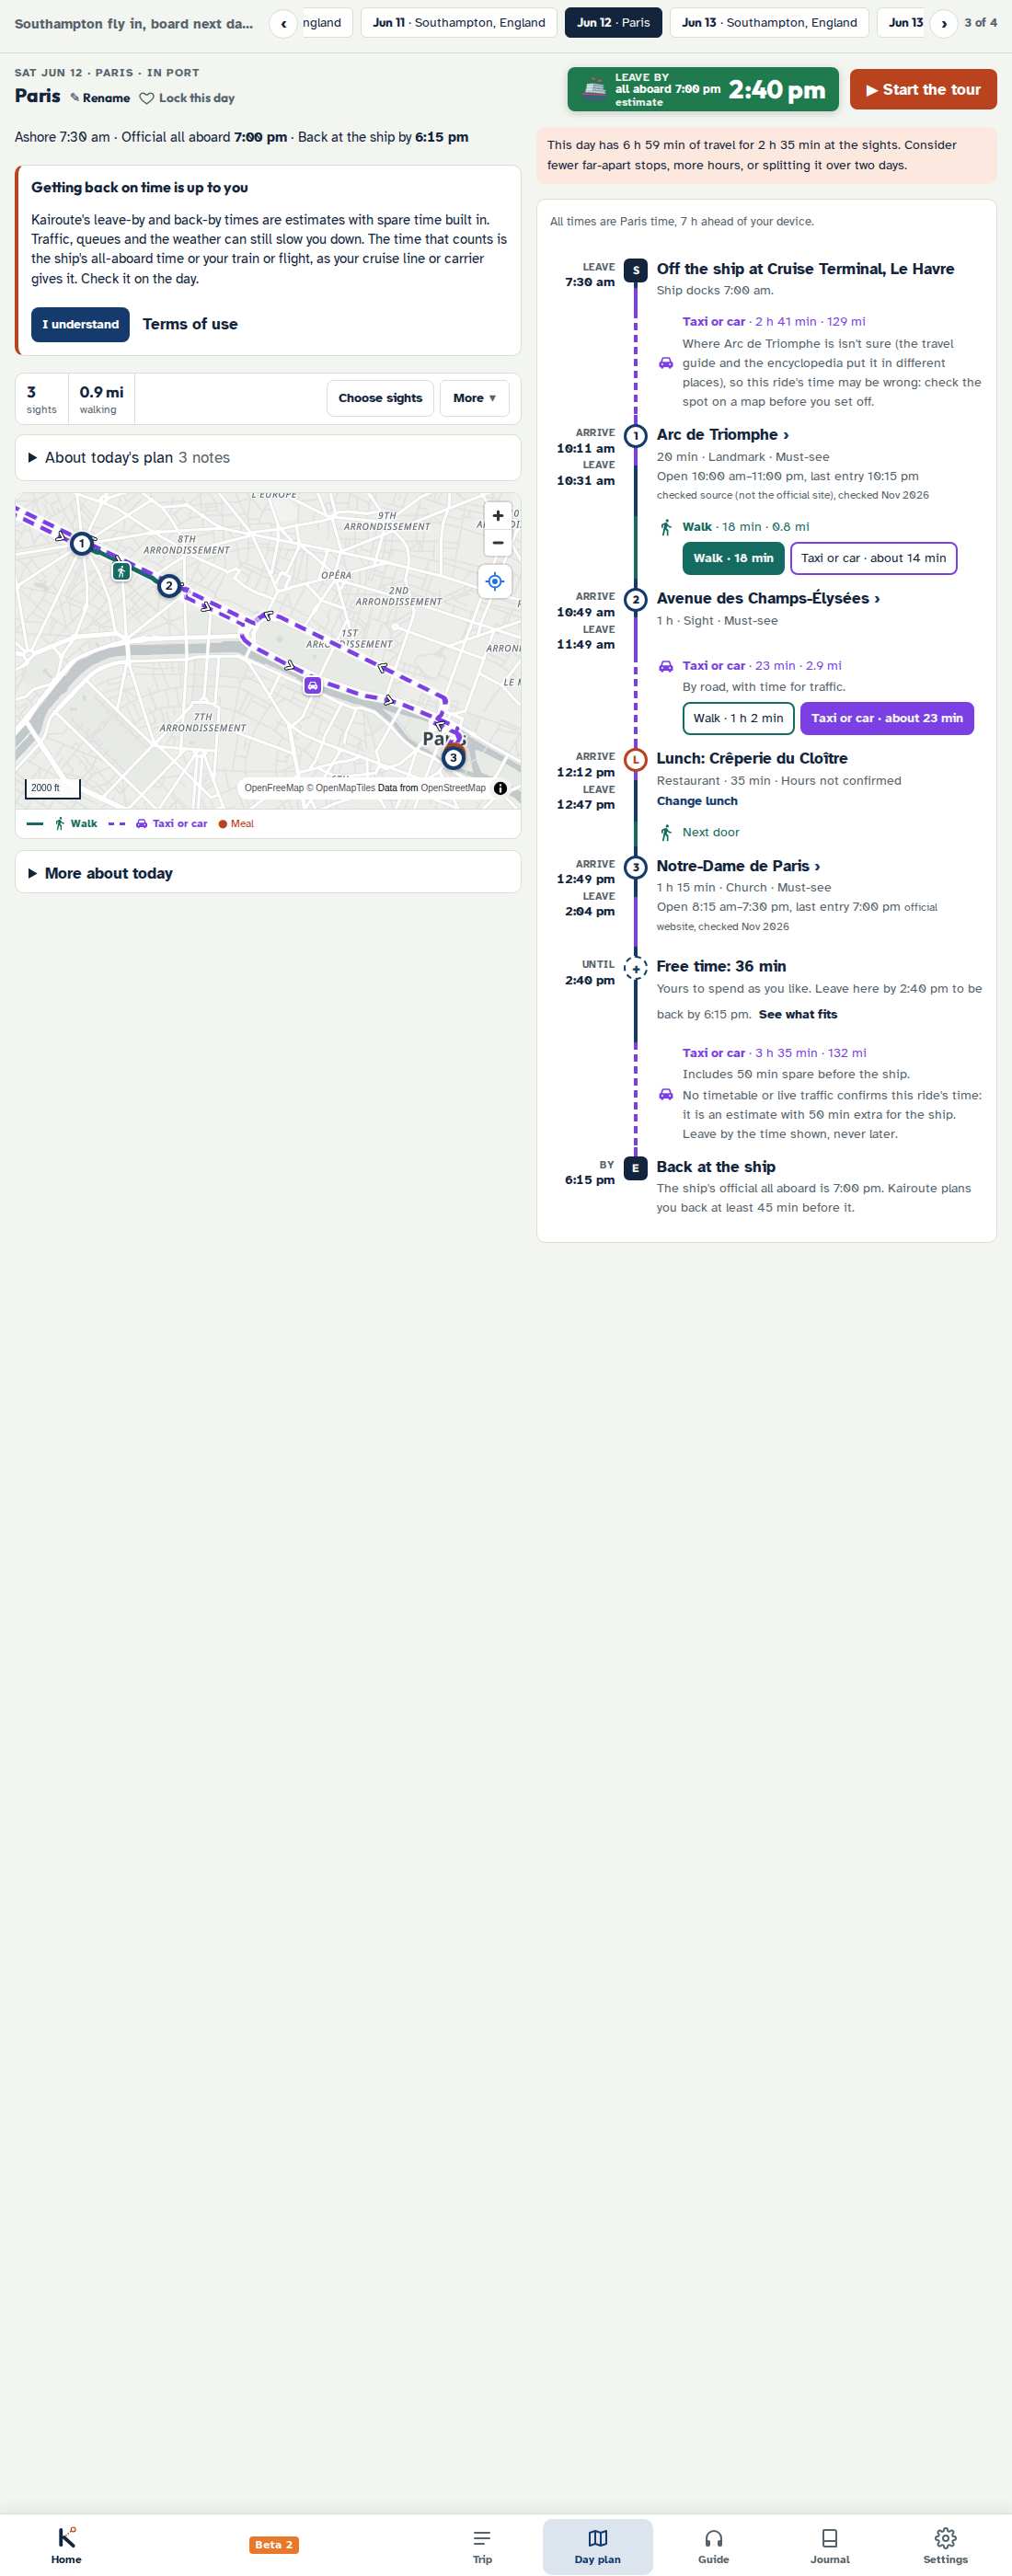 Southampton fly in, board next da...
‹
ngland
Jun 11 · Southampton, England
Jun 12 · Paris
Jun 13 · Southampton, England
Jun 13
›
3 of 4
SAT JUN 12 · PARIS · IN PORT
Paris
✎ Rename
Lock this day
LEAVE BY
all aboard 7:00 pm
estimate
2:40 pm
▶ Start the tour
Ashore 7:30 am · Official all aboard 7:00 pm · Back at the ship by 6:15 pm
Getting back on time is up to you
Kairoute's leave-by and back-by times are estimates with spare time built in.
Traffic, queues and the weather can still slow you down. The time that counts is
the ship's all-aboard time or your train or flight, as your cruise line or carrier
gives it. Check it on the day.
I understand
Terms of use
3
sights
0.9 mi
walking
Choose sights
More ▾
▶ About today's plan 3 notes
L'EUROPE
9TH
ARRONDISSEMENT
8TH
ARRONDISSEMENT
OPÉRA
2ND
ARRONDISSEMENT
1ST
ARRONDISSEMENT
7TH
ARRONDISSEMENT
Paris
1
2
3
+
−
2000 ft
OpenFreeMap © OpenMapTiles Data from OpenStreetMap
Walk
Taxi or car
Meal
▶ More about today
This day has 6 h 59 min of travel for 2 h 35 min at the sights. Consider
fewer far-apart stops, more hours, or splitting it over two days.
All times are Paris time, 7 h ahead of your device.
LEAVE
7:30 am
S
Off the ship at Cruise Terminal, Le Havre
Ship docks 7:00 am.
Taxi or car · 2 h 41 min · 129 mi
Where Arc de Triomphe is isn't sure (the travel
guide and the encyclopedia put it in different
places), so this ride's time may be wrong: check the
spot on a map before you set off.
ARRIVE
10:11 am
LEAVE
10:31 am
1
Arc de Triomphe ›
20 min · Landmark · Must-see
Open 10:00 am–11:00 pm, last entry 10:15 pm
checked source (not the official site), checked Nov 2026
Walk · 18 min · 0.8 mi
Walk · 18 min
Taxi or car · about 14 min
ARRIVE
10:49 am
LEAVE
11:49 am
2
Avenue des Champs-Élysées ›
1 h · Sight · Must-see
Taxi or car · 23 min · 2.9 mi
By road, with time for traffic.
Walk · 1 h 2 min
Taxi or car · about 23 min
ARRIVE
12:12 pm
LEAVE
12:47 pm
L
Lunch: Crêperie du Cloître
Restaurant · 35 min · Hours not confirmed
Change lunch
Next door
ARRIVE
12:49 pm
LEAVE
2:04 pm
3
Notre-Dame de Paris ›
1 h 15 min · Church · Must-see
Open 8:15 am–7:30 pm, last entry 7:00 pm official
website, checked Nov 2026
UNTIL
2:40 pm
+
Free time: 36 min
Yours to spend as you like. Leave here by 2:40 pm to be
back by 6:15 pm. See what fits
Taxi or car · 3 h 35 min · 132 mi
Includes 50 min spare before the ship.
No timetable or live traffic confirms this ride's time:
it is an estimate with 50 min extra for the ship.
Leave by the time shown, never later.
BY
6:15 pm
E
Back at the ship
The ship's official all aboard is 7:00 pm. Kairoute plans
you back at least 45 min before it.
Home
Beta 2
Trip
Day plan
Guide
Journal
Settings